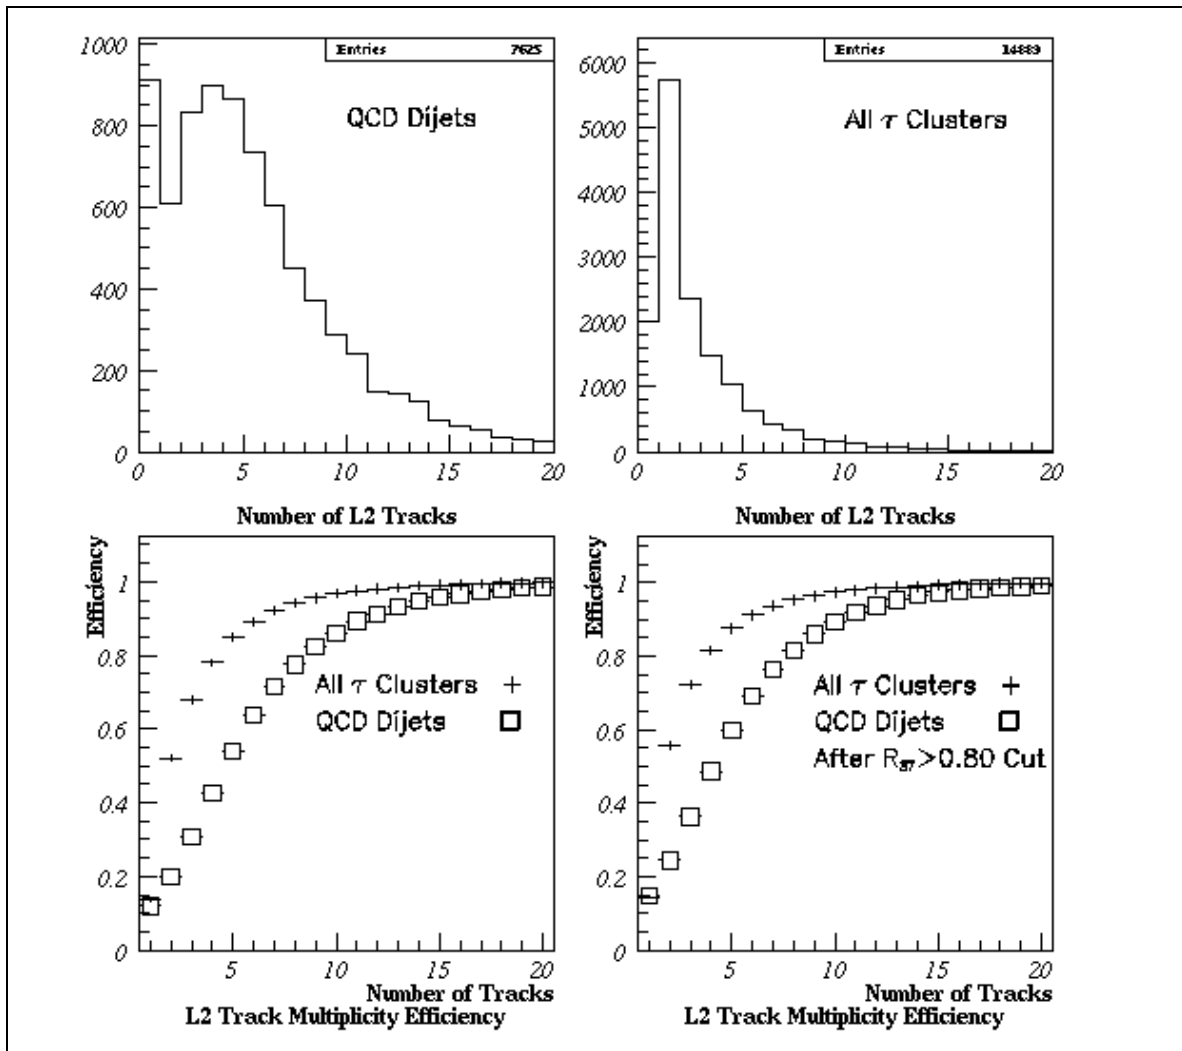 Entries 7625
QCD Dijets
1000
800
600
400
200
0
0 5 10 15 20
Number of L2 Tracks
Entries 14889
All τ Clusters
6000
5000
4000
3000
2000
1000
0
0 5 10 15 20
Number of L2 Tracks
Efficiency
1
0.8
0.6
0.4
0.2
0
All τ Clusters
QCD Dijets
5 10 15 20
Number of Tracks
L2 Track Multiplicity Efficiency
Efficiency
1
0.8
0.6
0.4
0.2
0
All τ Clusters
QCD Dijets
After R >0.80 Cut
5 10 15 20
Number of Tracks
L2 Track Multiplicity Efficiency